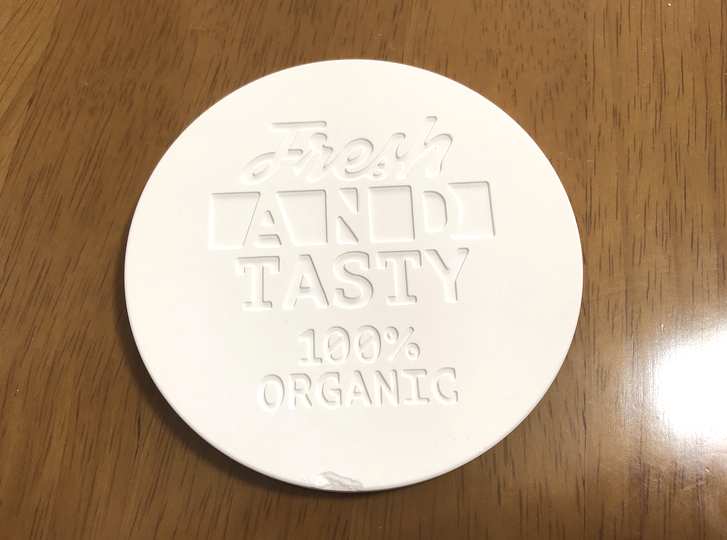 Fresh
AND
TASTY
100%
ORGANIC